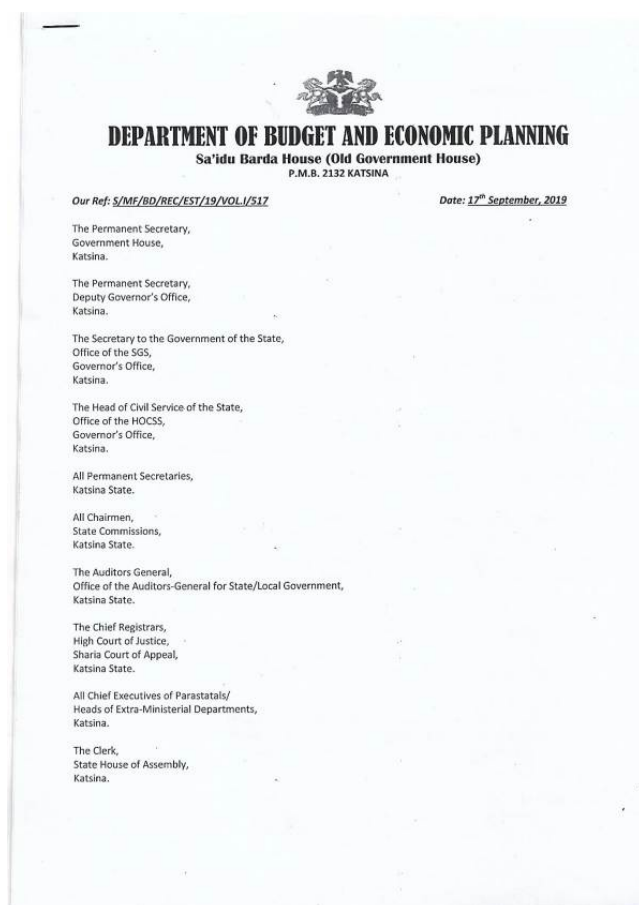 DEPARTMENT OF BUDGET AND ECONOMIC PLANNING
Sa'idu Barda House (Old Government House)
P.M.B. 2132 KATSINA
Our Ref: S/MF/BD/REC/EST/19/VOL.I/517 Date: 17th September, 2019
The Permanent Secretary,
Government House,
Katsina.
The Permanent Secretary,
Deputy Governor's Office,
Katsina.
The Secretary to the Government of the State,
Office of the SGS,
Governor's Office,
Katsina.
The Head of Civil Service of the State,
Office of the HOCSS,
Governor's Office,
Katsina.
All Permanent Secretaries,
Katsina State.
All Chairmen,
State Commissions,
Katsina State.
The Auditors General,
Office of the Auditors-General for State/Local Government,
Katsina State.
The Chief Registrars,
High Court of Justice,
Sharia Court of Appeal,
Katsina State.
All Chief Executives of Parastatals/
Heads of Extra-Ministerial Departments,
Katsina.
The Clerk,
State House of Assembly,
Katsina.